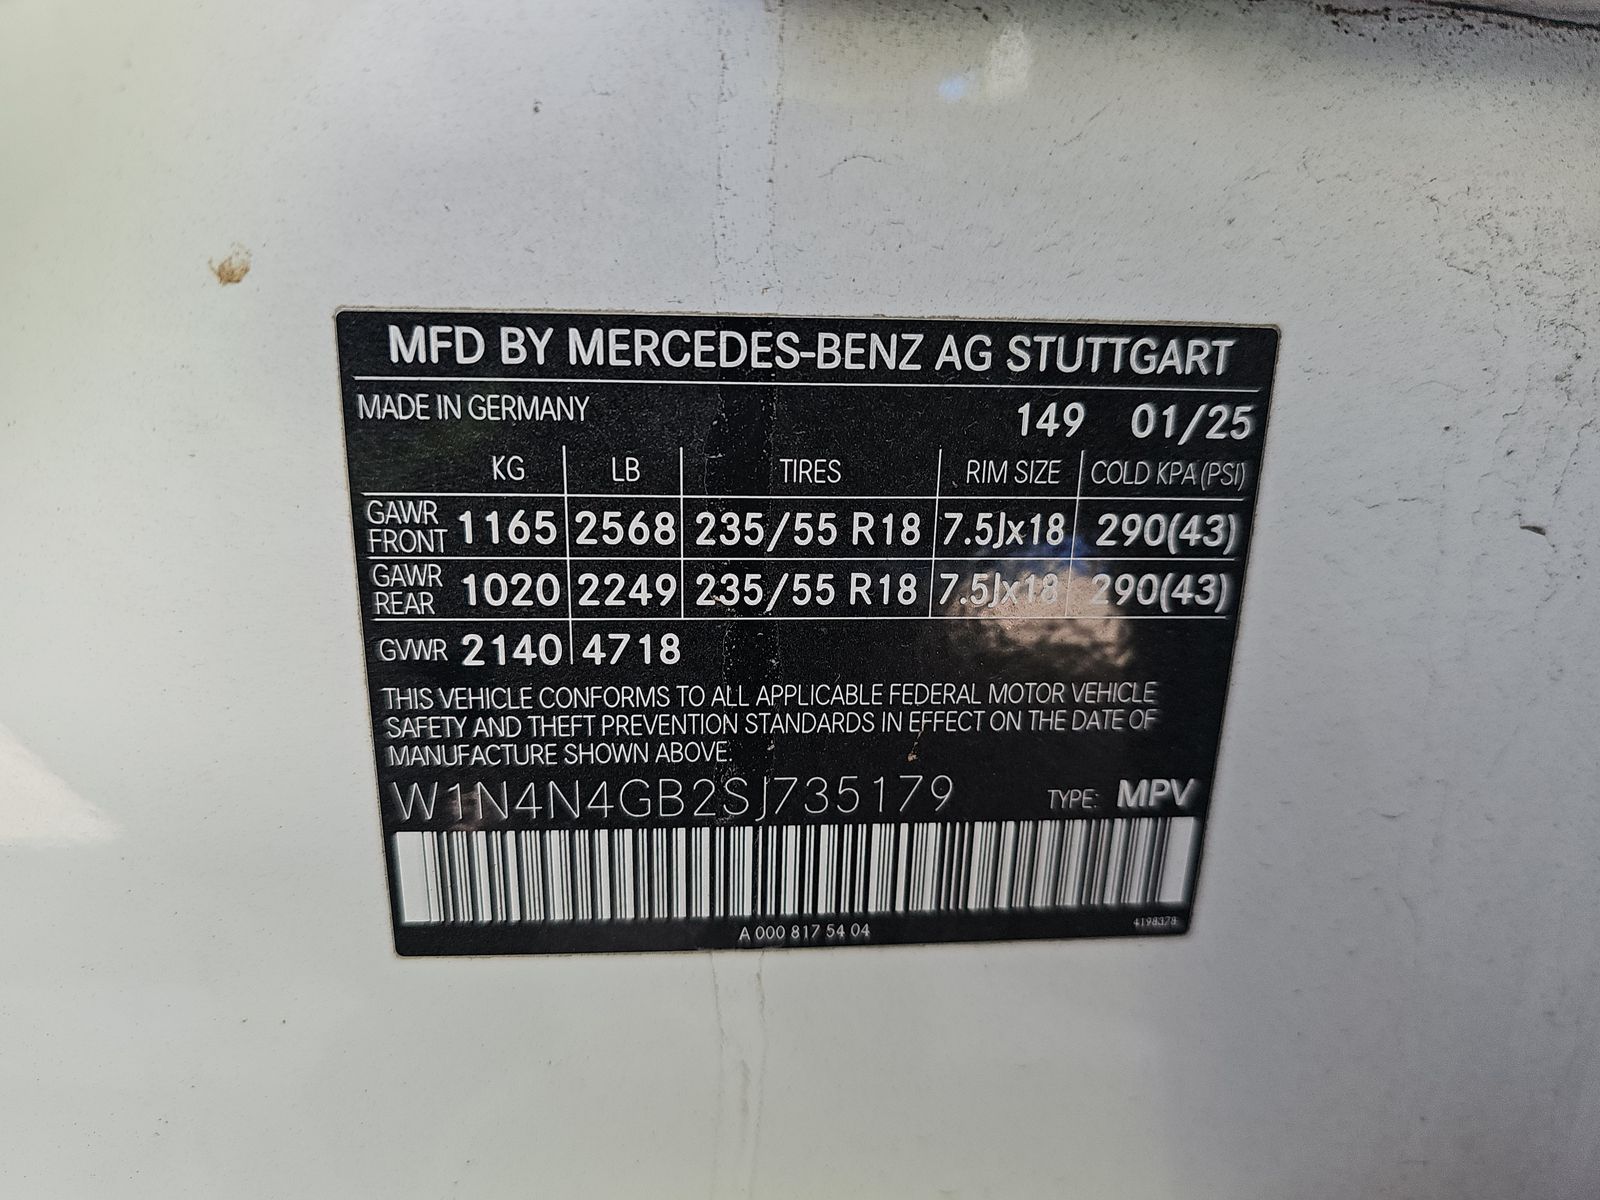 MFD BY MERCEDES-BENZ AG STUTTGART
MADE IN GERMANY 149 01/25
KG LB TIRES RIM SIZE COLD KPA (PSI)
GAWR FRONT 1165 2568 235/55 R18 7.5Jx18 290(43)
GAWR REAR 1020 2249 235/55 R18 7.5Jx18 290(43)
GVWR 2140 4718
THIS VEHICLE CONFORMS TO ALL APPLICABLE FEDERAL MOTOR VEHICLE
SAFETY AND THEFT PREVENTION STANDARDS IN EFFECT ON THE DATE OF
MANUFACTURE SHOWN ABOVE.
W1N4N4GB2SJ735179 TYPE: MPV
A 000 817 54 04 4198378